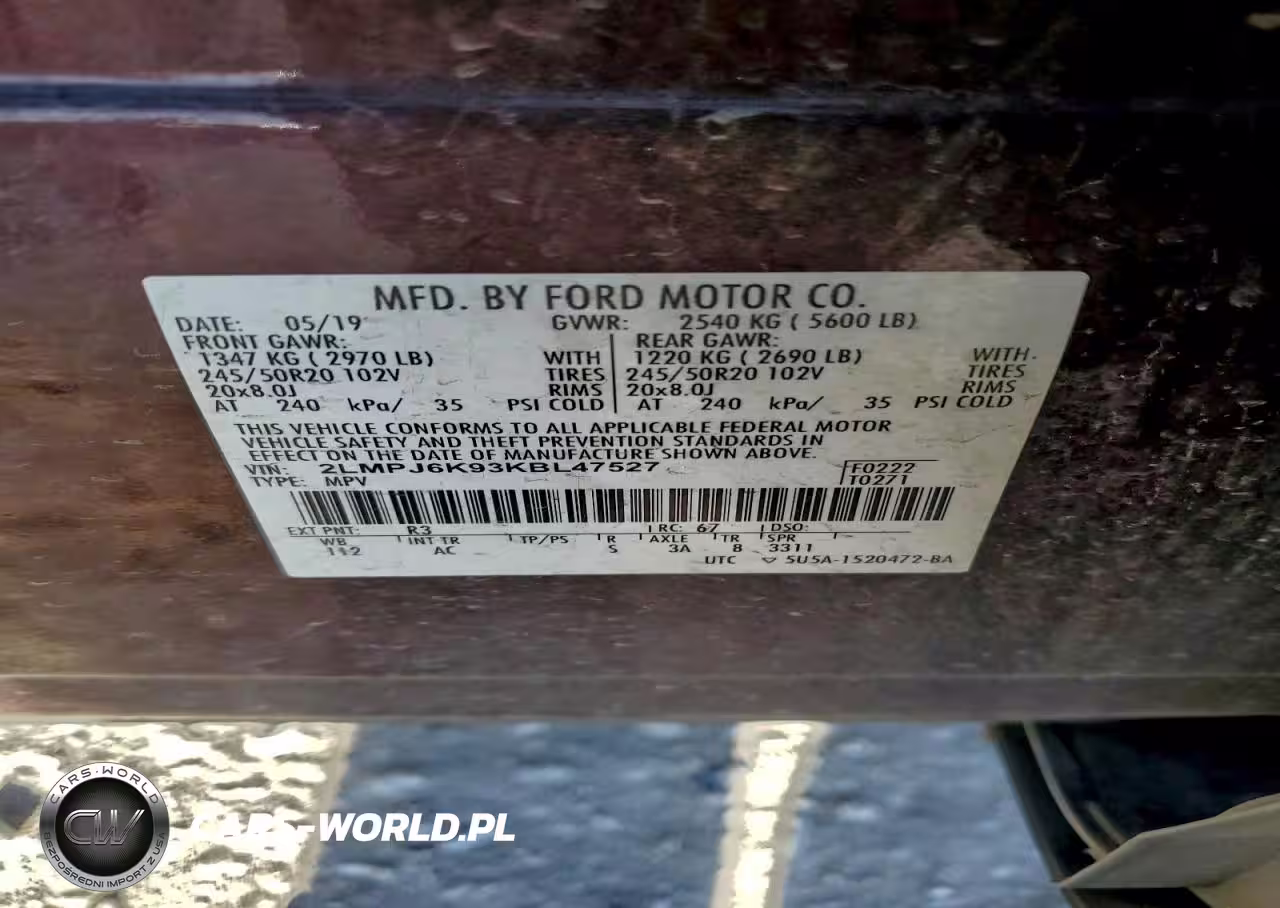 MFD. BY FORD MOTOR CO.
DATE: 05/19 GVWR: 2540 KG ( 5600 LB)
FRONT GAWR: REAR GAWR:
1347 KG ( 2970 LB) WITH 1220 KG ( 2690 LB) WITH
245/50R20 102V TIRES 245/50R20 102V TIRES
20x8.0J RIMS 20x8.0J RIMS
AT 240 kPa/ 35 PSI COLD AT 240 kPa/ 35 PSI COLD
THIS VEHICLE CONFORMS TO ALL APPLICABLE FEDERAL MOTOR
VEHICLE SAFETY AND THEFT PREVENTION STANDARDS IN
EFFECT ON THE DATE OF MANUFACTURE SHOWN ABOVE.
VIN: 2LMPJ6K93KBL47527 F0222
TYPE: MPV T0271
EXT PNT: R3 RC: 67 DSO:
WB INT TR TP/PS R AXLE TR SPR
112 AC S 3A 8 3311
UTC ▽ 5U5A-1520472-BA
CARS-WORLD
CW
BEZPOŚREDNI IMPORT Z USA
CARS-WORLD.PL